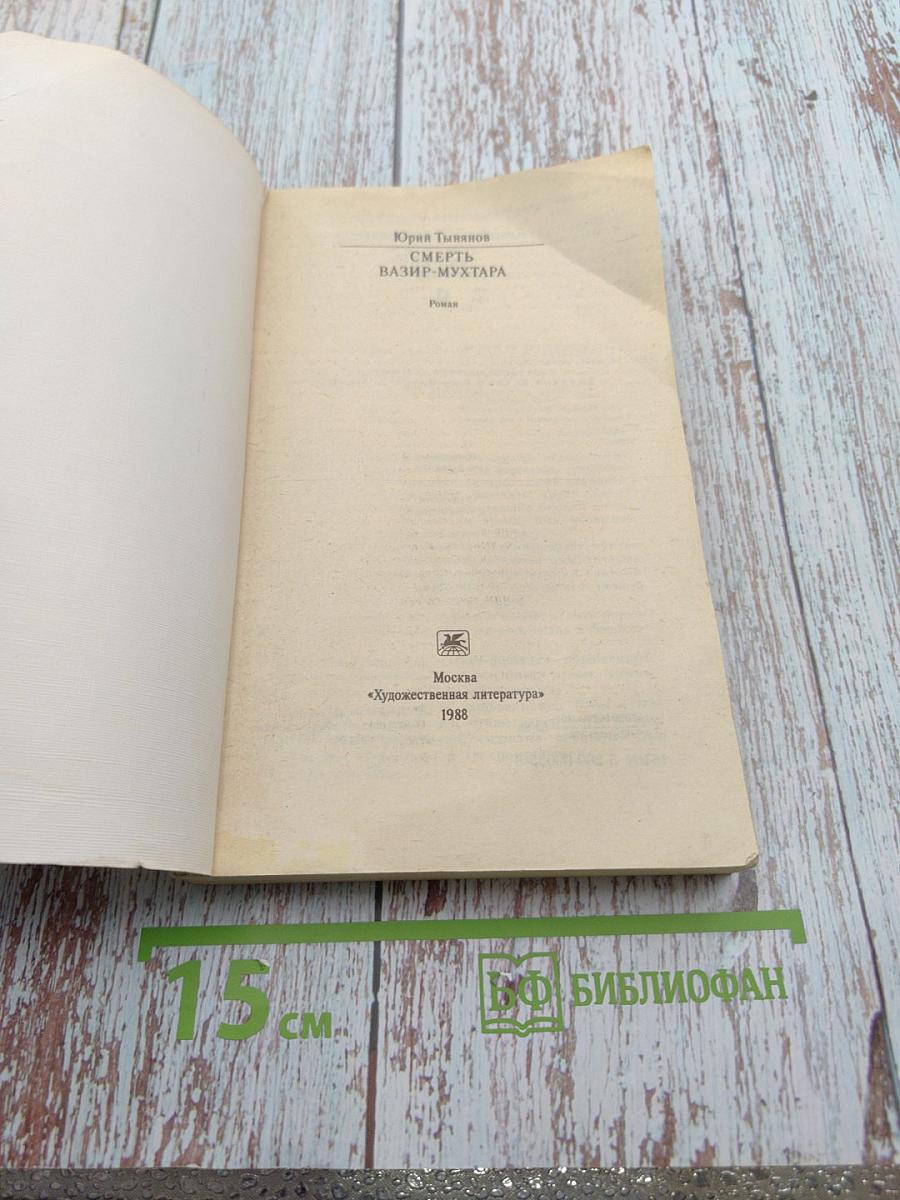 Юрий Тынянов
СМЕРТЬ
ВАЗИР-МУХТАРА
Роман
Москва
«Художественная литература»
1988
15 см
БФ БИБЛИОФАН